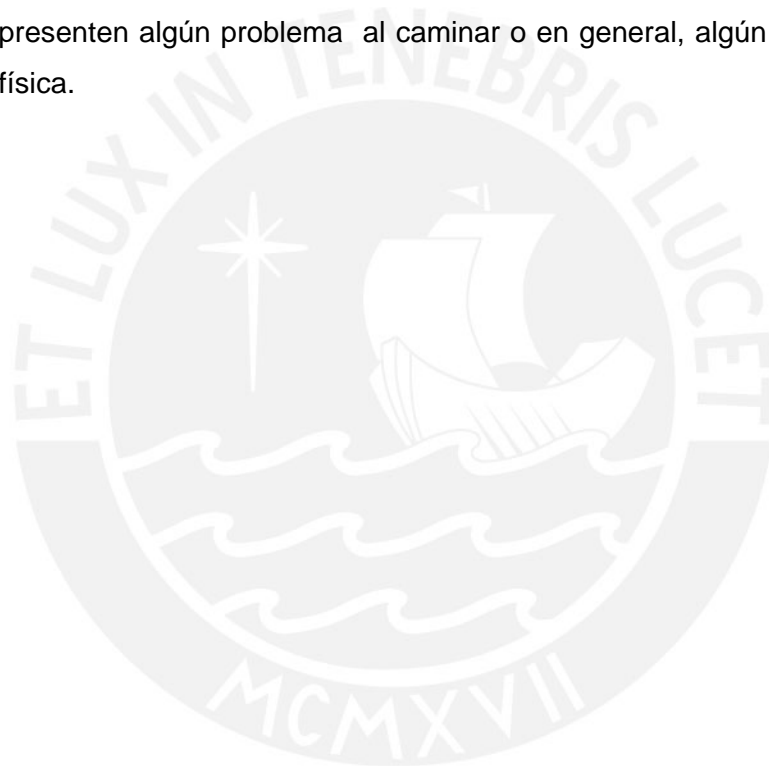 presenten algún problema al caminar o en general, algún
física.
ET LUX IN TENEBRIS LUCET
MCMXVII